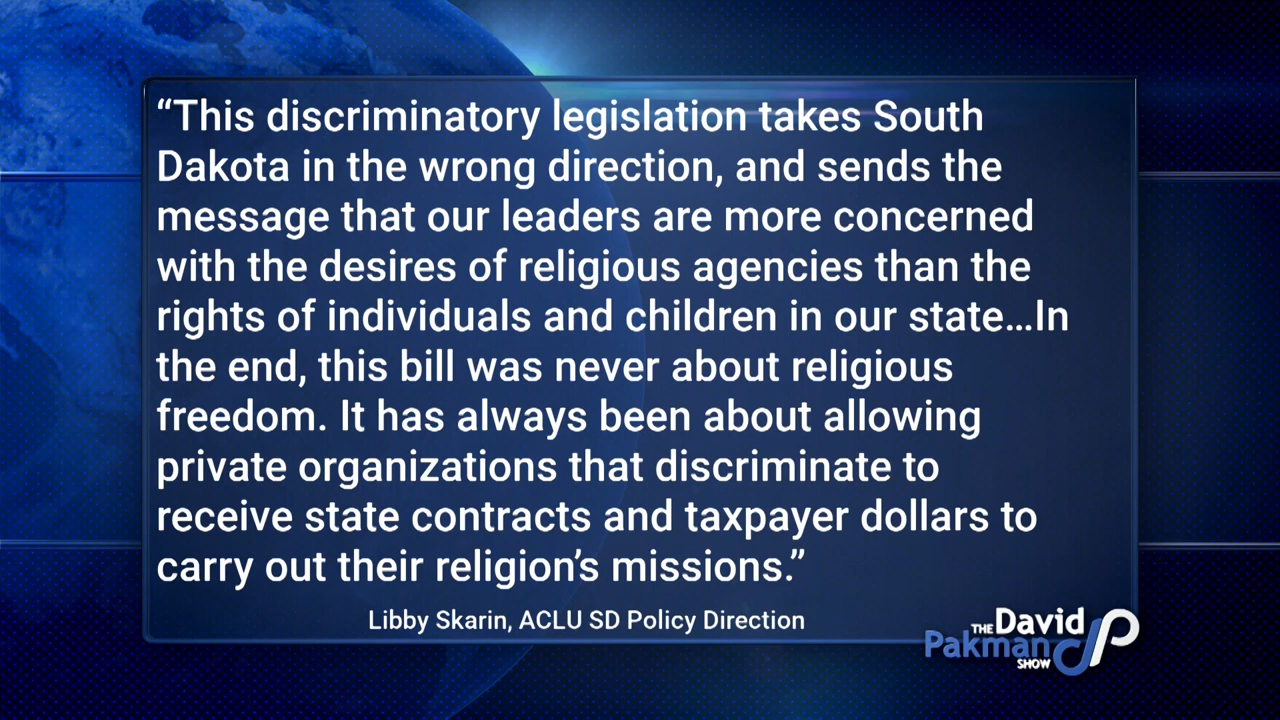 “This discriminatory legislation takes South
Dakota in the wrong direction, and sends the
message that our leaders are more concerned
with the desires of religious agencies than the
rights of individuals and children in our state...In
the end, this bill was never about religious
freedom. It has always been about allowing
private organizations that discriminate to
receive state contracts and taxpayer dollars to
carry out their religion’s missions.”
Libby Skarin, ACLU SD Policy Direction
THE David
Pakman
SHOW